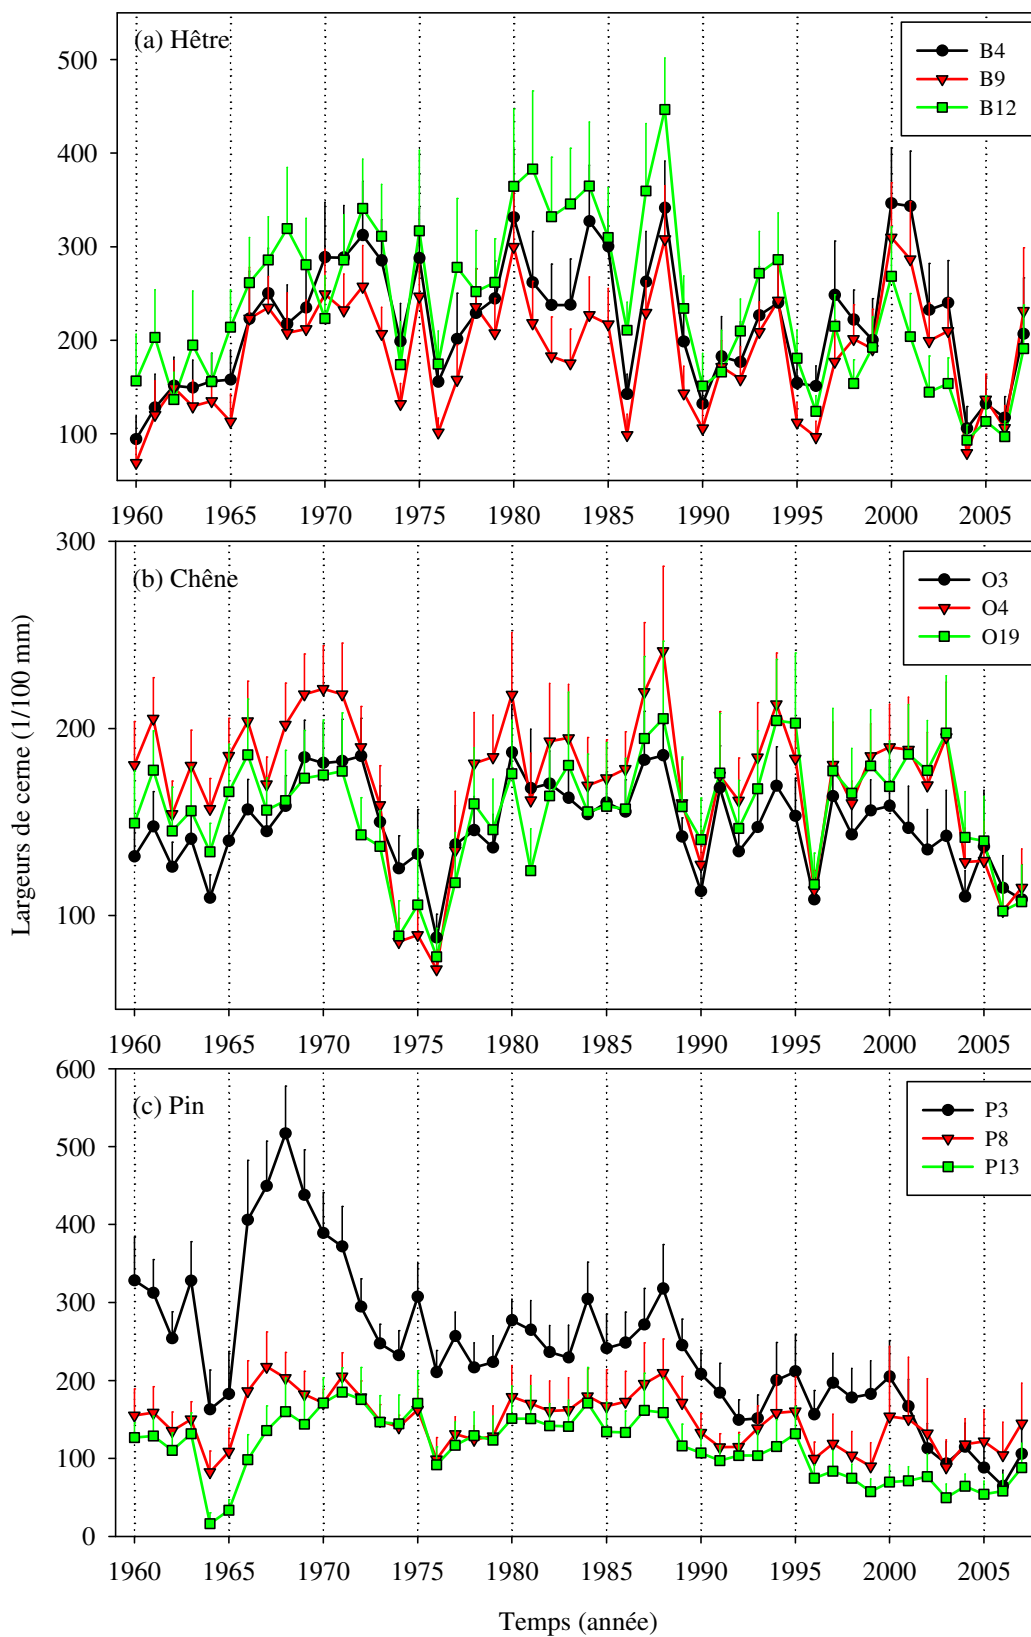 (a) Hêtre
B4
B9
B12
500
400
300
200
100
1960 1965 1970 1975 1980 1985 1990 1995 2000 2005
(b) Chêne
O3
O4
O19
300
200
100
1960 1965 1970 1975 1980 1985 1990 1995 2000 2005
Largeurs de cerne (1/100 mm)
(c) Pin
P3
P8
P13
600
500
400
300
200
100
0
1960 1965 1970 1975 1980 1985 1990 1995 2000 2005
Temps (année)